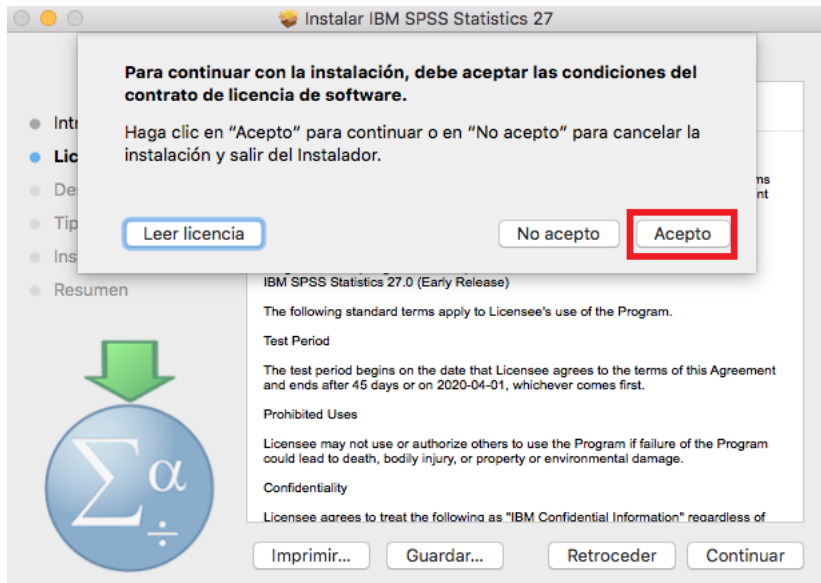 Instalar IBM SPSS Statistics 27
Para continuar con la instalación, debe aceptar las condiciones del
contrato de licencia de software.
Haga clic en “Acepto” para continuar o en “No acepto” para cancelar la
instalación y salir del Instalador.
Leer licencia
No acepto
Acepto
Resumen
IBM SPSS Statistics 27.0 (Early Release)
The following standard terms apply to Licensee's use of the Program.
Test Period
The test period begins on the date that Licensee agrees to the terms of this Agreement
and ends after 45 days or on 2020-04-01, whichever comes first.
Prohibited Uses
Licensee may not use or authorize others to use the Program if failure of the Program
could lead to death, bodily injury, or property or environmental damage.
Confidentiality
Licensee agrees to treat the following as "IBM Confidential Information" regardless of
Σα
÷
Imprimir...
Guardar...
Retroceder
Continuar